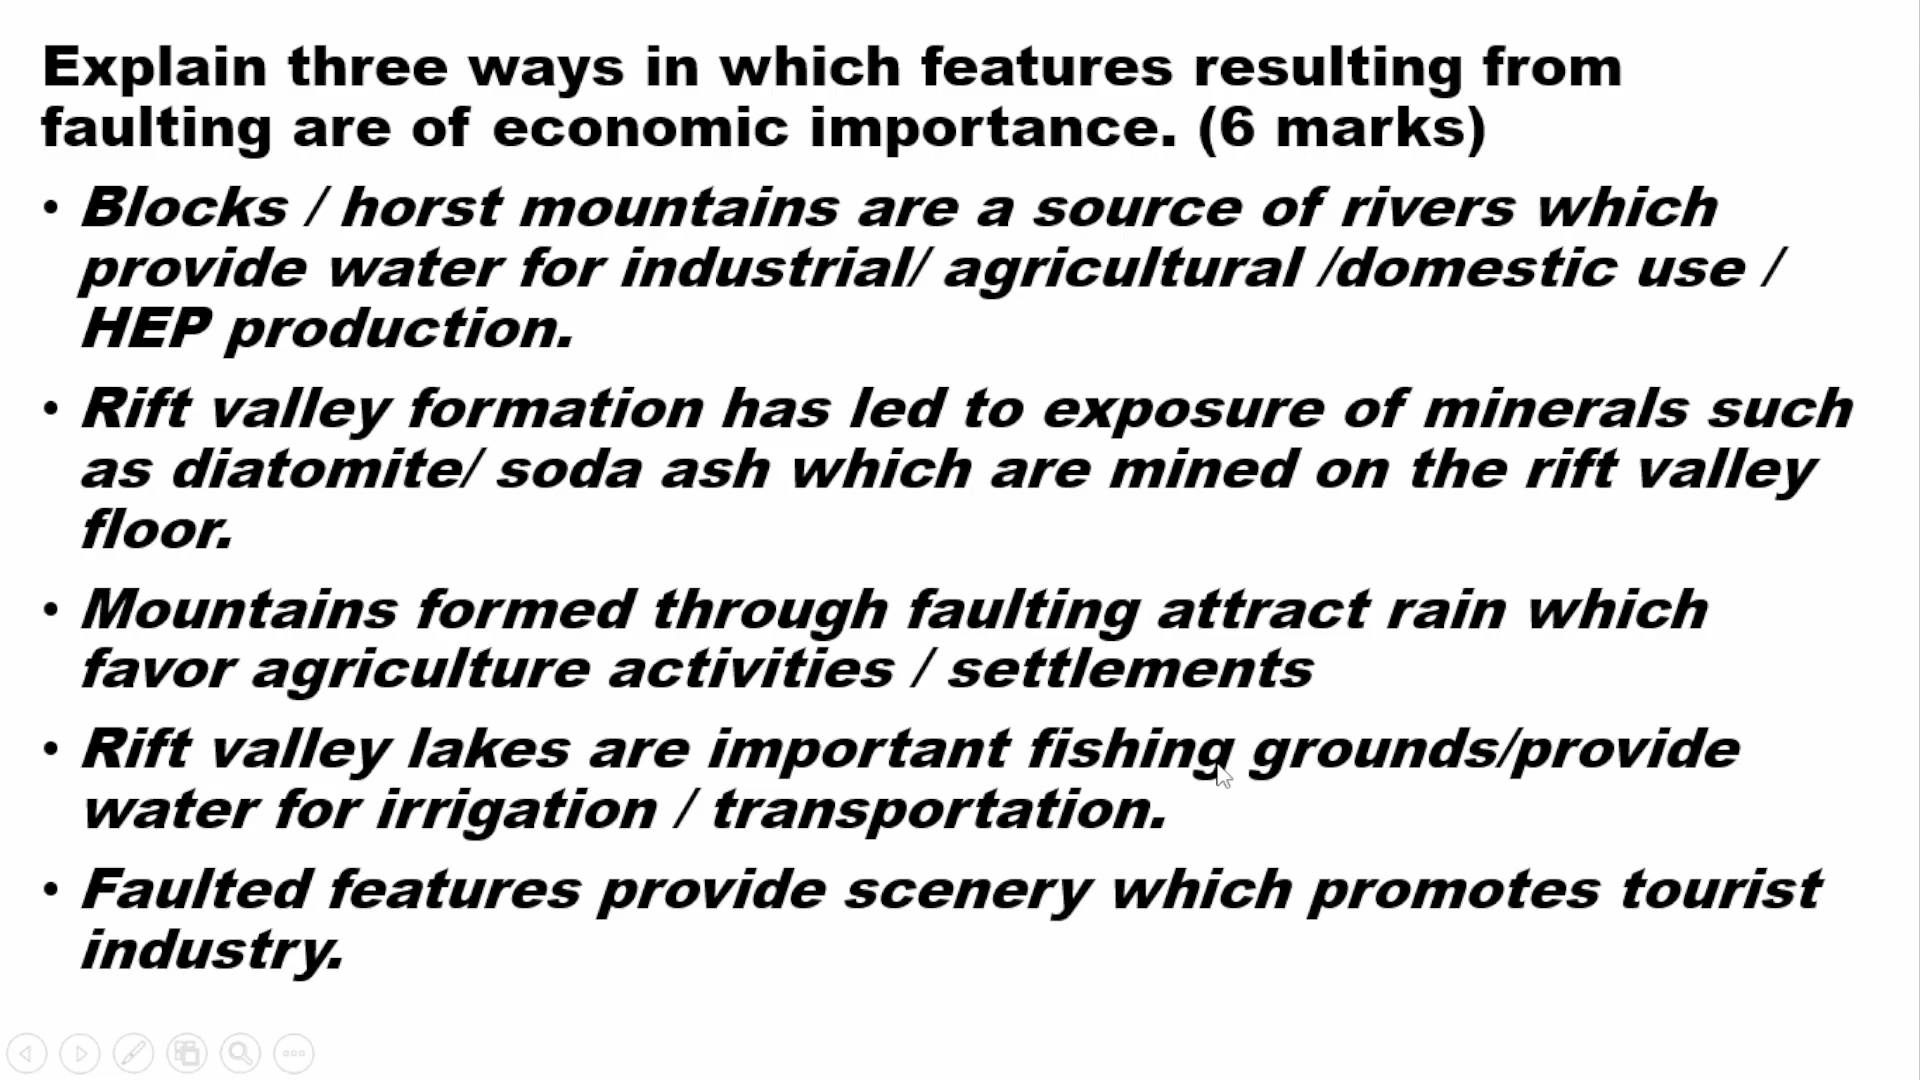 Explain three ways in which features resulting from
faulting are of economic importance. (6 marks)
• Blocks / horst mountains are a source of rivers which
provide water for industrial/ agricultural /domestic use /
HEP production.
• Rift valley formation has led to exposure of minerals such
as diatomite/ soda ash which are mined on the rift valley
floor.
• Mountains formed through faulting attract rain which
favor agriculture activities / settlements
• Rift valley lakes are important fishing grounds/provide
water for irrigation / transportation.
• Faulted features provide scenery which promotes tourist
industry.